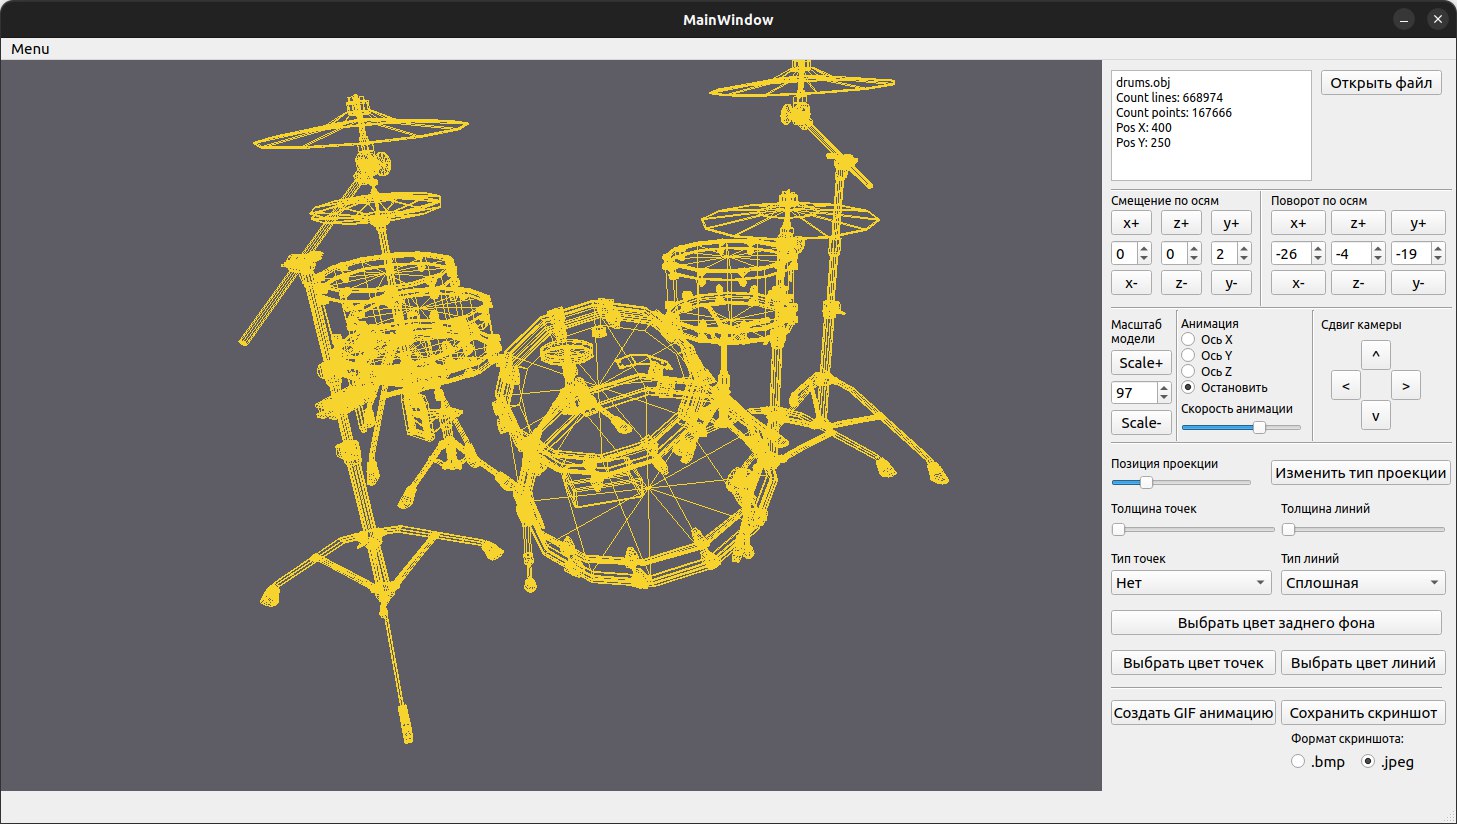 MainWindow
Menu
drums.obj
Count lines: 668974
Count points: 167666
Pos X: 400
Pos Y: 250
Открыть файл
Смещение по осям
x+ z+ y+
0 0 2
x- z- y-
Поворот по осям
x+ z+ y+
-26 -4 -19
x- z- y-
Масштаб
модели
Scale+
97
Scale-
Анимация
Ось X
Ось Y
Ось Z
Остановить
Скорость анимации
Сдвиг камеры
^
< >
v
Позиция проекции
Изменить тип проекции
Толщина точек
Толщина линий
Тип точек
Тип линий
Нет
Сплошная
Выбрать цвет заднего фона
Выбрать цвет точек
Выбрать цвет линий
Создать GIF анимацию
Сохранить скриншот
Формат скриншота:
.bmp .jpeg